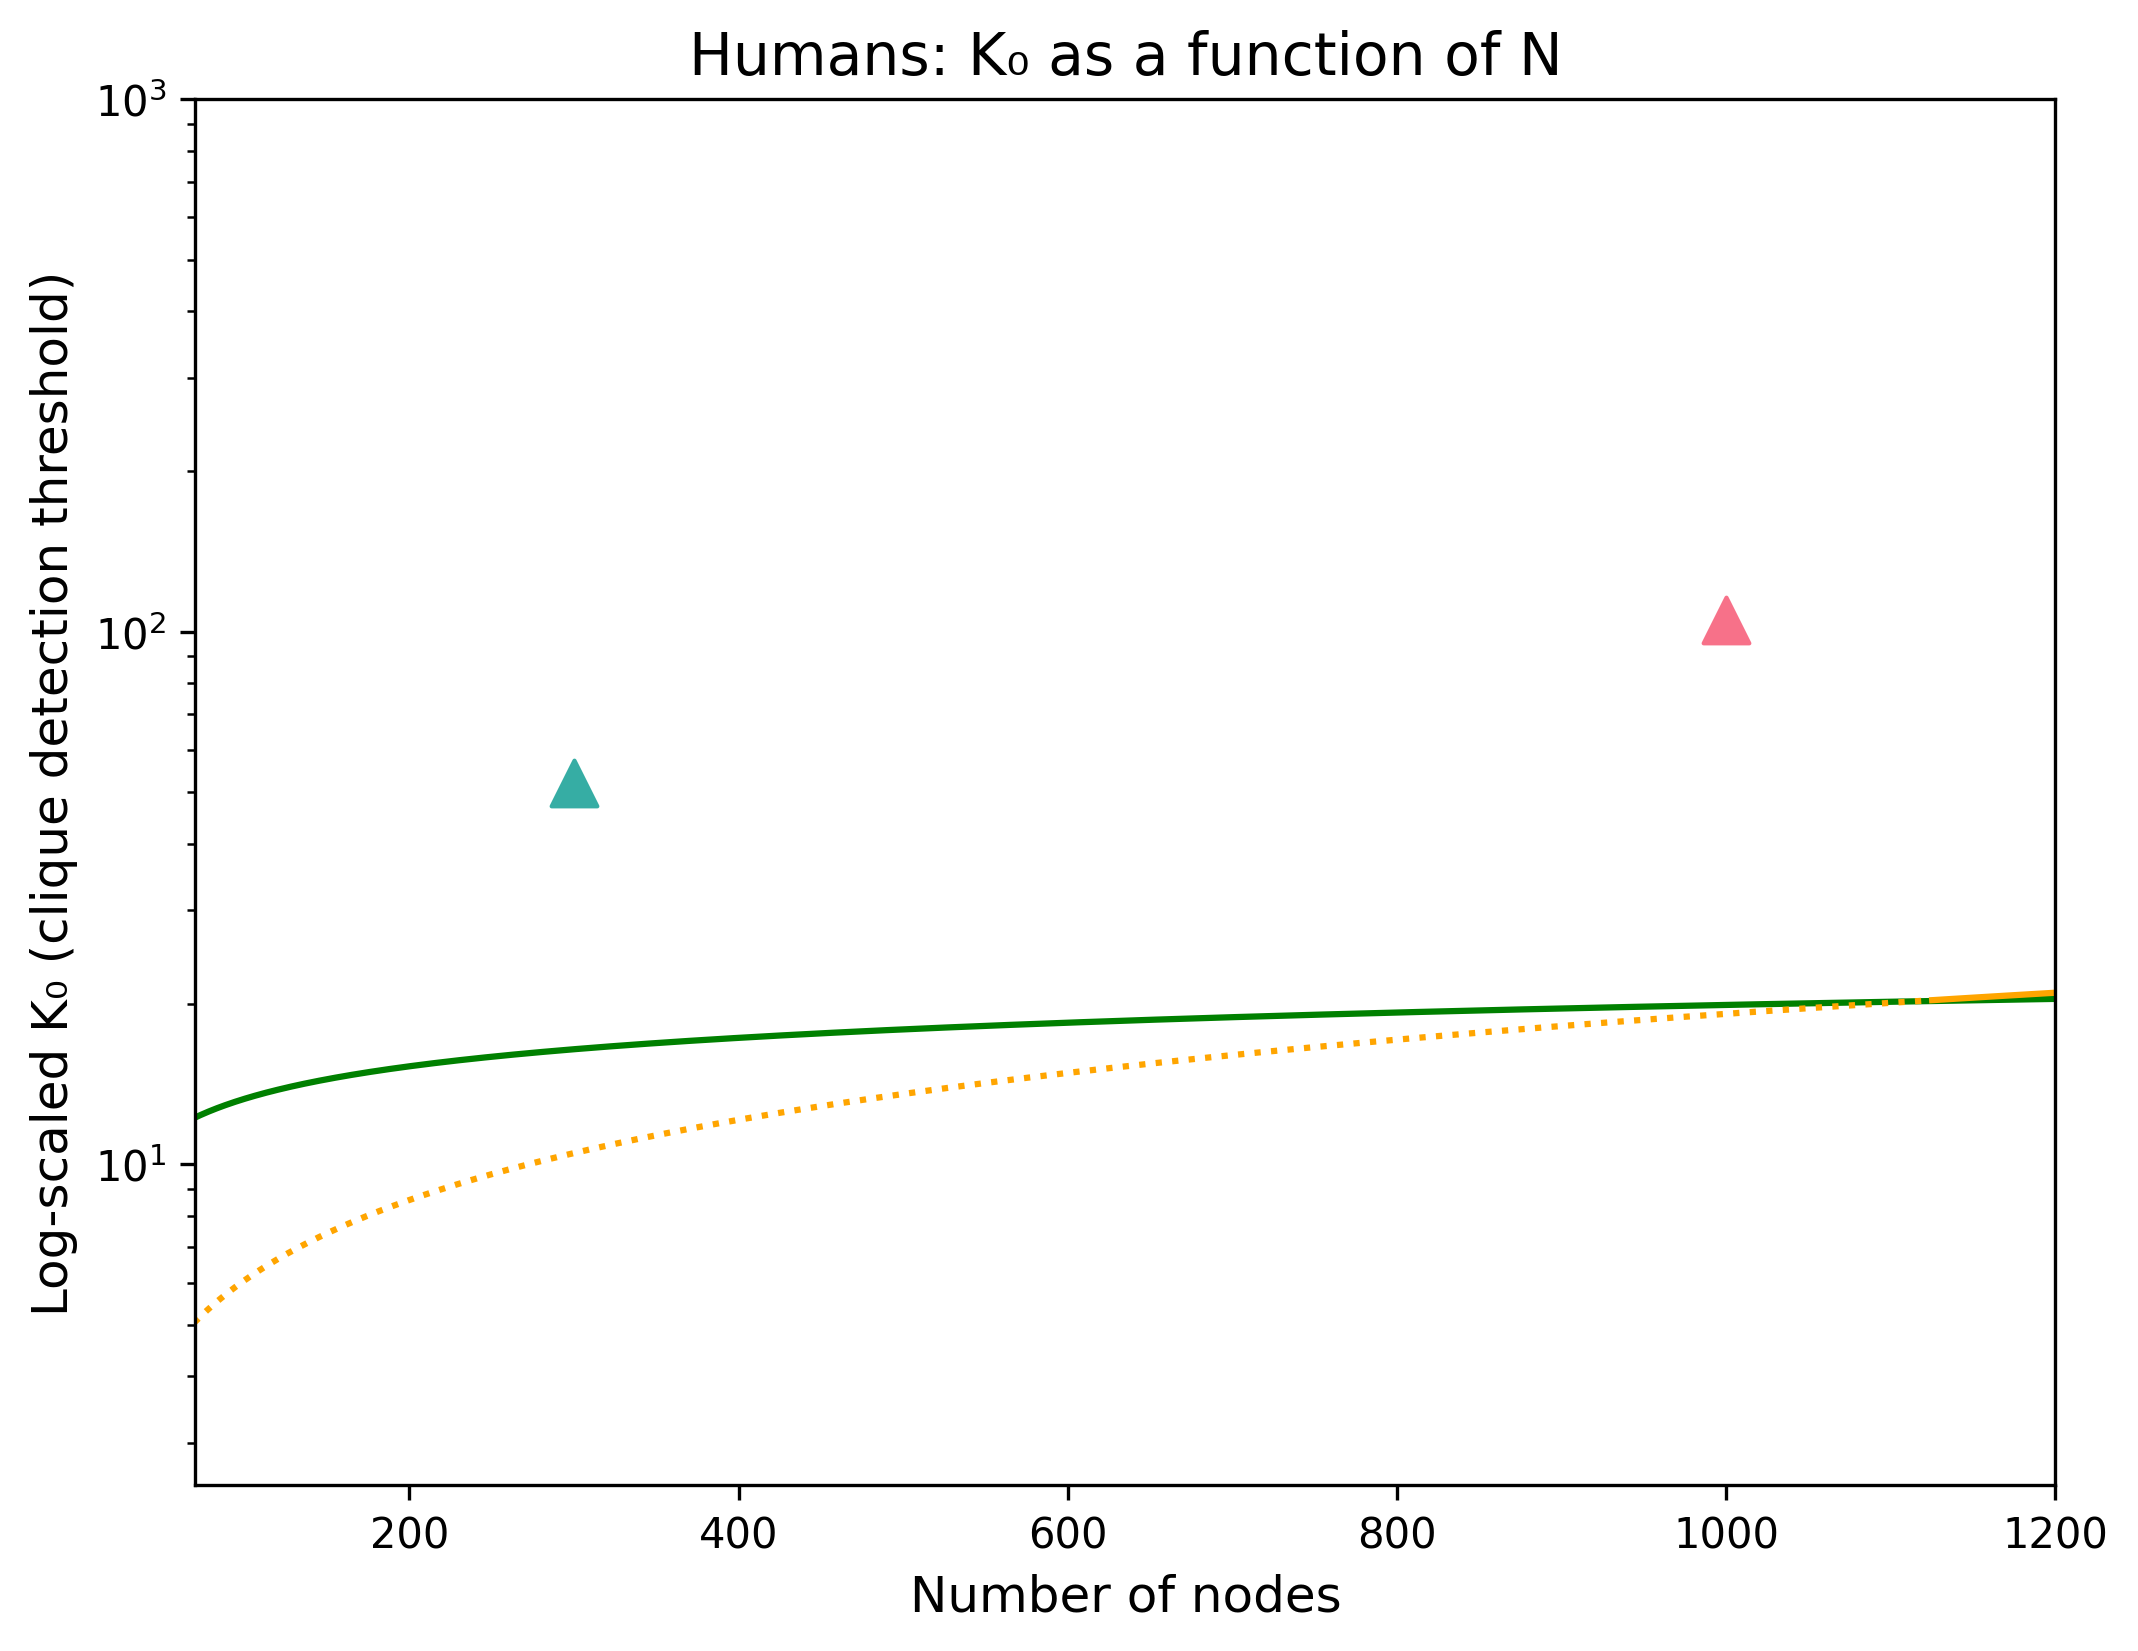 Humans: K₀ as a function of N
Log-scaled K₀ (clique detection threshold)
10³
10²
10¹
200 400 600 800 1000 1200
Number of nodes